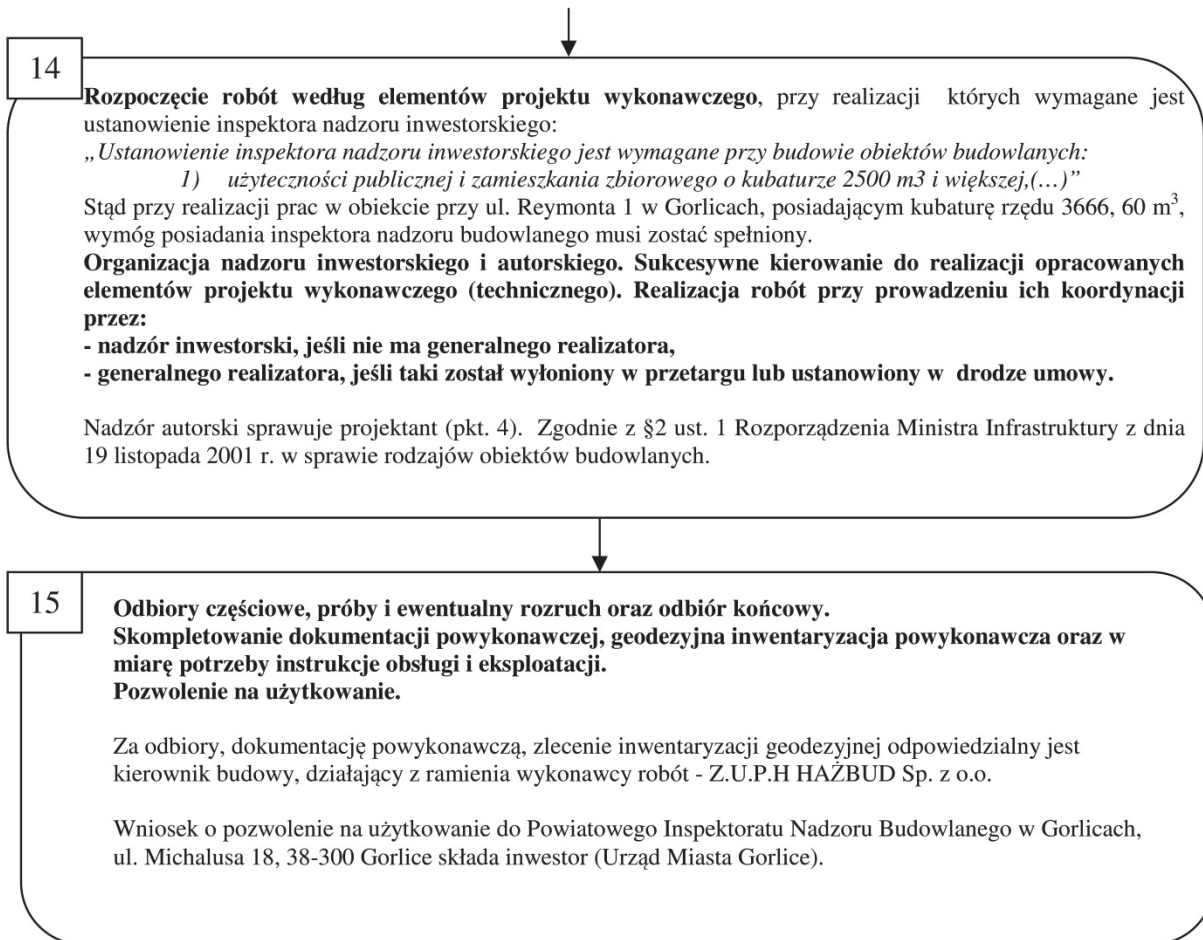 14
Rozpoczęcie robót według elementów projektu wykonawczego, przy realizacji których wymagane jest
ustanowienie inspektora nadzoru inwestorskiego:
„Ustanowienie inspektora nadzoru inwestorskiego jest wymagane przy budowie obiektów budowlanych:
1) użyteczności publicznej i zamieszkania zbiorowego o kubaturze 2500 m3 i większej,(…)”
Stąd przy realizacji prac w obiekcie przy ul. Reymonta 1 w Gorlicach, posiadającym kubaturę rzędu 3666, 60 m³,
wymóg posiadania inspektora nadzoru budowlanego musi zostać spełniony.
Organizacja nadzoru inwestorskiego i autorskiego. Sukcesywne kierowanie do realizacji opracowanych
elementów projektu wykonawczego (technicznego). Realizacja robót przy prowadzeniu ich koordynacji
przez:
- nadzór inwestorski, jeśli nie ma generalnego realizatora,
- generalnego realizatora, jeśli taki został wyłoniony w przetargu lub ustanowiony w drodze umowy.
Nadzór autorski sprawuje projektant (pkt. 4). Zgodnie z §2 ust. 1 Rozporządzenia Ministra Infrastruktury z dnia
19 listopada 2001 r. w sprawie rodzajów obiektów budowlanych.
15
Odbiory częściowe, próby i ewentualny rozruch oraz odbiór końcowy.
Skompletowanie dokumentacji powykonawczej, geodezyjna inwentaryzacja powykonawcza oraz w
miarę potrzeby instrukcje obsługi i eksploatacji.
Pozwolenie na użytkowanie.
Za odbiory, dokumentację powykonawczą, zlecenie inwentaryzacji geodezyjnej odpowiedzialny jest
kierownik budowy, działający z ramienia wykonawcy robót - Z.U.P.H HAŻBUD Sp. z o.o.
Wniosek o pozwolenie na użytkowanie do Powiatowego Inspektoratu Nadzoru Budowlanego w Gorlicach,
ul. Michalusa 18, 38-300 Gorlice składa inwestor (Urząd Miasta Gorlice).